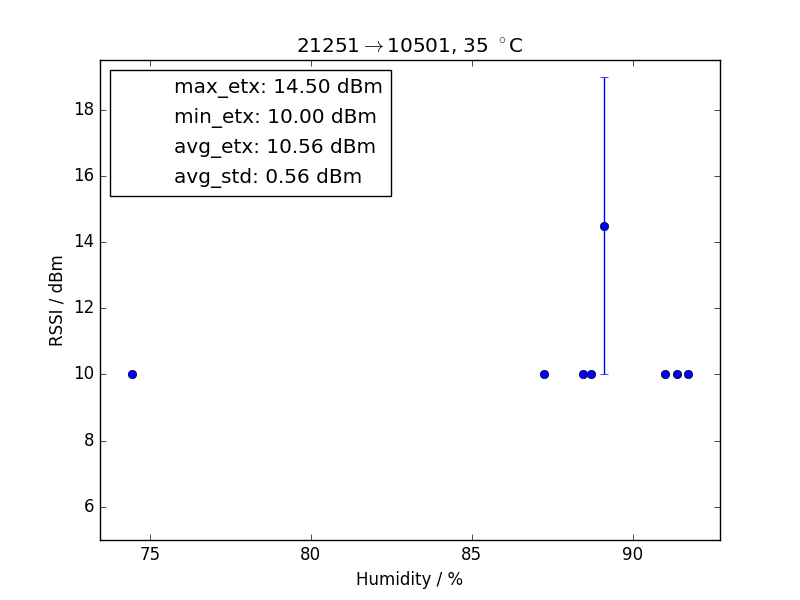 21251→10501, 35 °C
max_etx: 14.50 dBm
min_etx: 10.00 dBm
avg_etx: 10.56 dBm
avg_std: 0.56 dBm
RSSI / dBm
18
16
14
12
10
8
6
75 80 85 90
Humidity / %